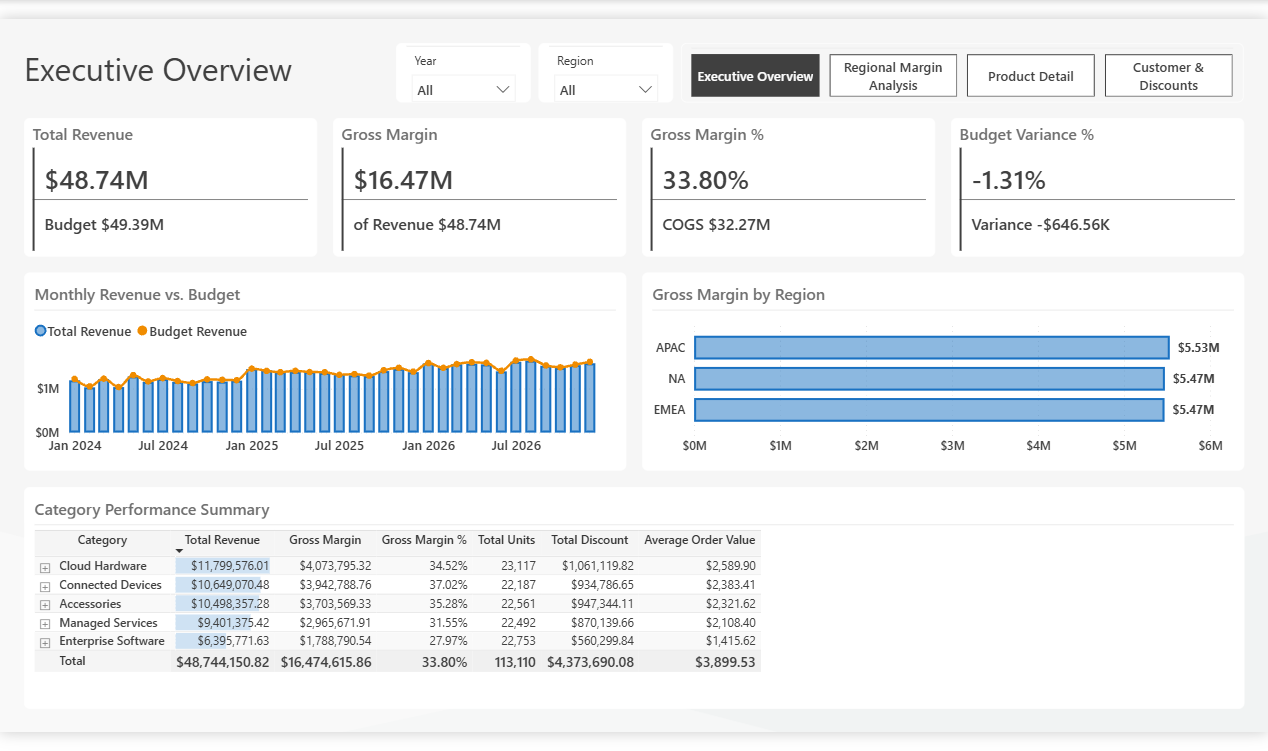 Executive Overview
Year
All
Region
All
Executive Overview
Regional Margin
Analysis
Product Detail
Customer &
Discounts
Total Revenue
$48.74M
Budget $49.39M
Gross Margin
$16.47M
of Revenue $48.74M
Gross Margin %
33.80%
COGS $32.27M
Budget Variance %
-1.31%
Variance -$646.56K
Monthly Revenue vs. Budget
Total Revenue Budget Revenue
$1M
$0M
Jan 2024 Jul 2024 Jan 2025 Jul 2025 Jan 2026 Jul 2026
Gross Margin by Region
APAC $5.53M
NA $5.47M
EMEA $5.47M
$0M $1M $2M $3M $4M $5M $6M
Category Performance Summary
Category Total Revenue Gross Margin Gross Margin % Total Units Total Discount Average Order Value
Cloud Hardware $11,799,576.01 $4,073,795.32 34.52% 23,117 $1,061,119.82 $2,589.90
Connected Devices $10,649,070.48 $3,942,788.76 37.02% 22,187 $934,786.65 $2,383.41
Accessories $10,498,357.28 $3,703,569.33 35.28% 22,561 $947,344.11 $2,321.62
Managed Services $9,401,375.42 $2,965,671.91 31.55% 22,492 $870,139.66 $2,108.40
Enterprise Software $6,395,771.63 $1,788,790.54 27.97% 22,753 $560,299.84 $1,415.62
Total $48,744,150.82 $16,474,615.86 33.80% 113,110 $4,373,690.08 $3,899.53